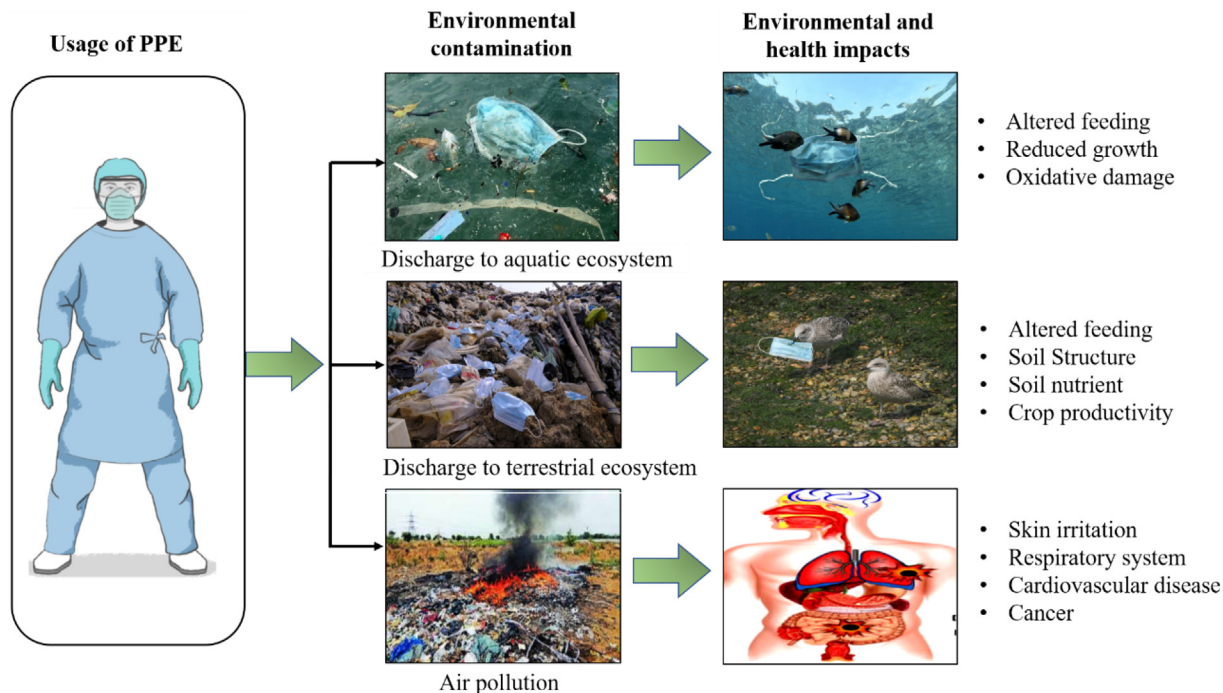 Usage of PPE
Environmental
contamination
Environmental and
health impacts
Discharge to aquatic ecosystem
• Altered feeding
• Reduced growth
• Oxidative damage
Discharge to terrestrial ecosystem
• Altered feeding
• Soil Structure
• Soil nutrient
• Crop productivity
Air pollution
• Skin irritation
• Respiratory system
• Cardiovascular disease
• Cancer